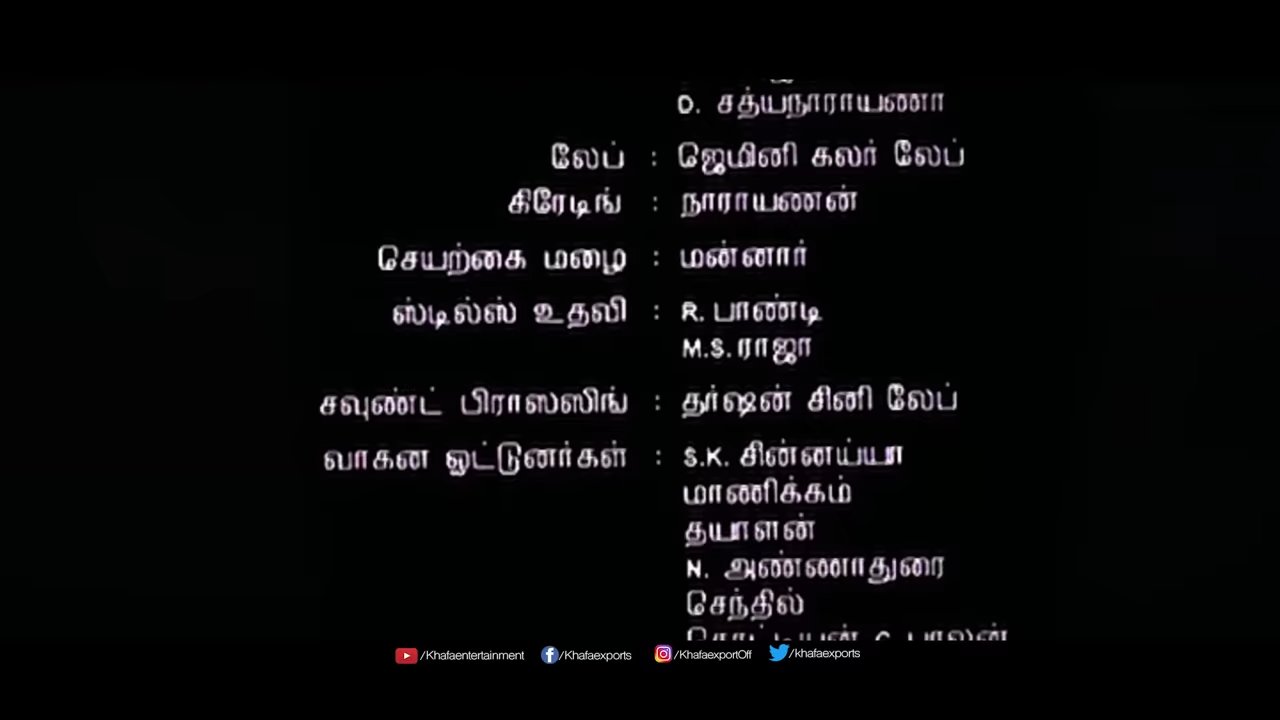 D. சத்யநாராயணா
லேப் : ஜெமினி கலர் லேப்
கிரேடிங் : நாராயணன்
செயற்கை மழை : மன்னார்
ஸ்டில்ஸ் உதவி : R. பாண்டி
M.S. ராஜா
சவுண்ட் பிராஸஸிங் : தர்ஷன் சினி லேப்
வாகன ஓட்டுனர்கள் : S.K. சின்னய்யா
மாணிக்கம்
தயாளன்
N. அண்ணாதுரை
செந்தில்
/Khafaentertainment /Khafaexports /KhafaexportOff /khafaexports